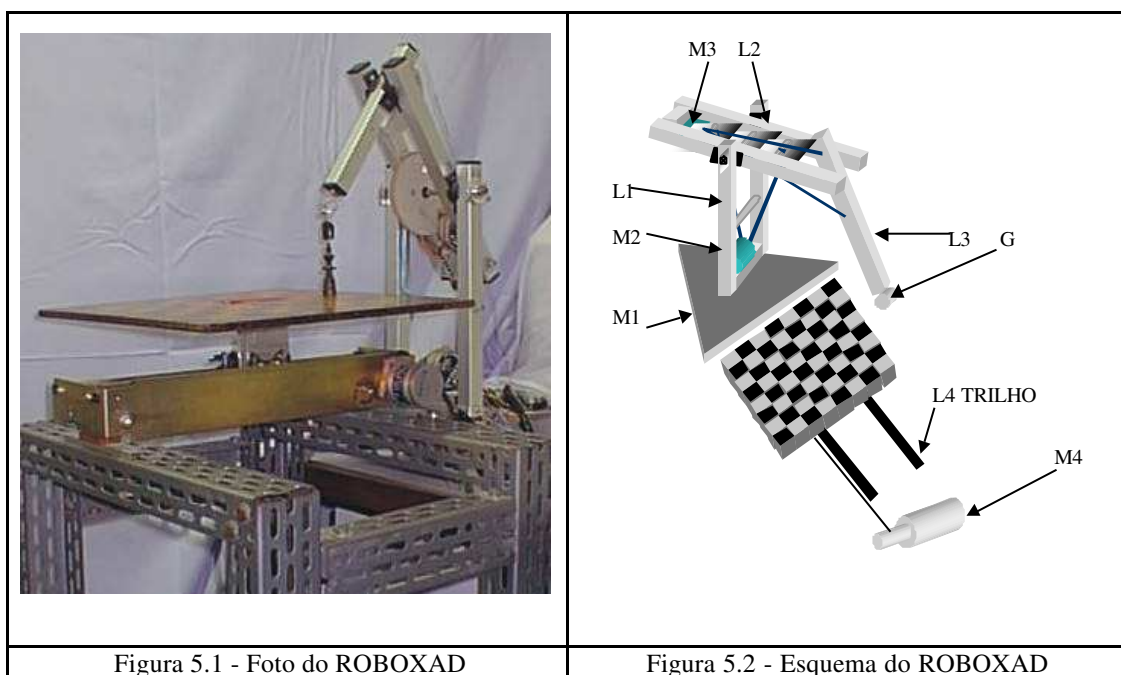 M3 L2
L1
M2
L3 G
M1
L4 TRILHO
M4
Figura 5.1 - Foto do ROBOXAD
Figura 5.2 - Esquema do ROBOXAD